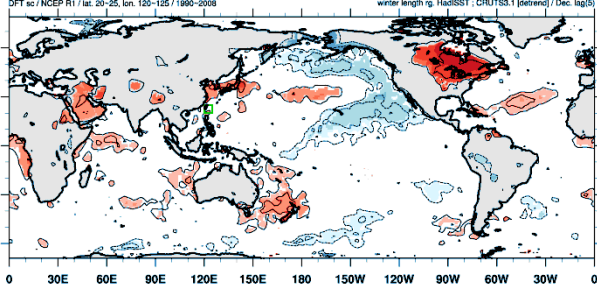 DFT sc / NCEP R1 / lat. 20-25, lon. 120-125 / 1990-2008 winter length rg. HadISST ; CRUTS3.1 [detrend] / Dec. lag(5)
0 30E 60E 90E 120E 150E 180 150W 120W 90W 60W 30W 0